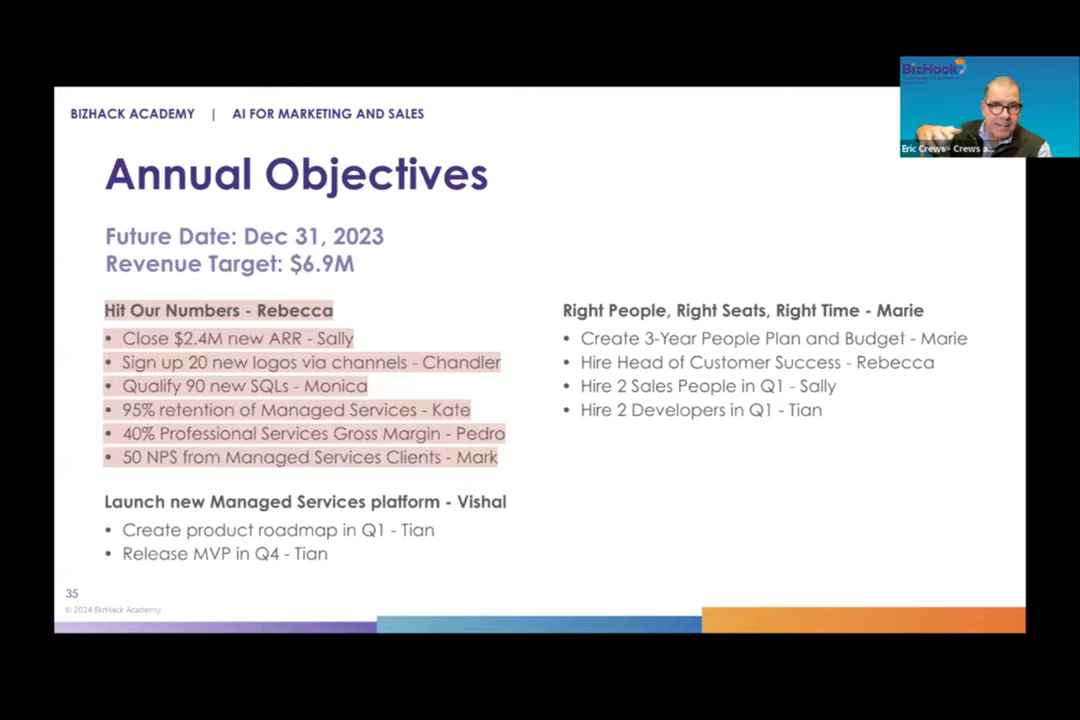 BIZHACK ACADEMY | AI FOR MARKETING AND SALES
BizHack
Eric Crews - Crews a...
Annual Objectives
Future Date: Dec 31, 2023
Revenue Target: $6.9M
Hit Our Numbers - Rebecca
• Close $2.4M new ARR - Sally
• Sign up 20 new logos via channels - Chandler
• Qualify 90 new SQLs - Monica
• 95% retention of Managed Services - Kate
• 40% Professional Services Gross Margin - Pedro
• 50 NPS from Managed Services Clients - Mark
Launch new Managed Services platform - Vishal
• Create product roadmap in Q1 - Tian
• Release MVP in Q4 - Tian
Right People, Right Seats, Right Time - Marie
• Create 3-Year People Plan and Budget - Marie
• Hire Head of Customer Success - Rebecca
• Hire 2 Sales People in Q1 - Sally
• Hire 2 Developers in Q1 - Tian
35
© 2024 BizHack Academy